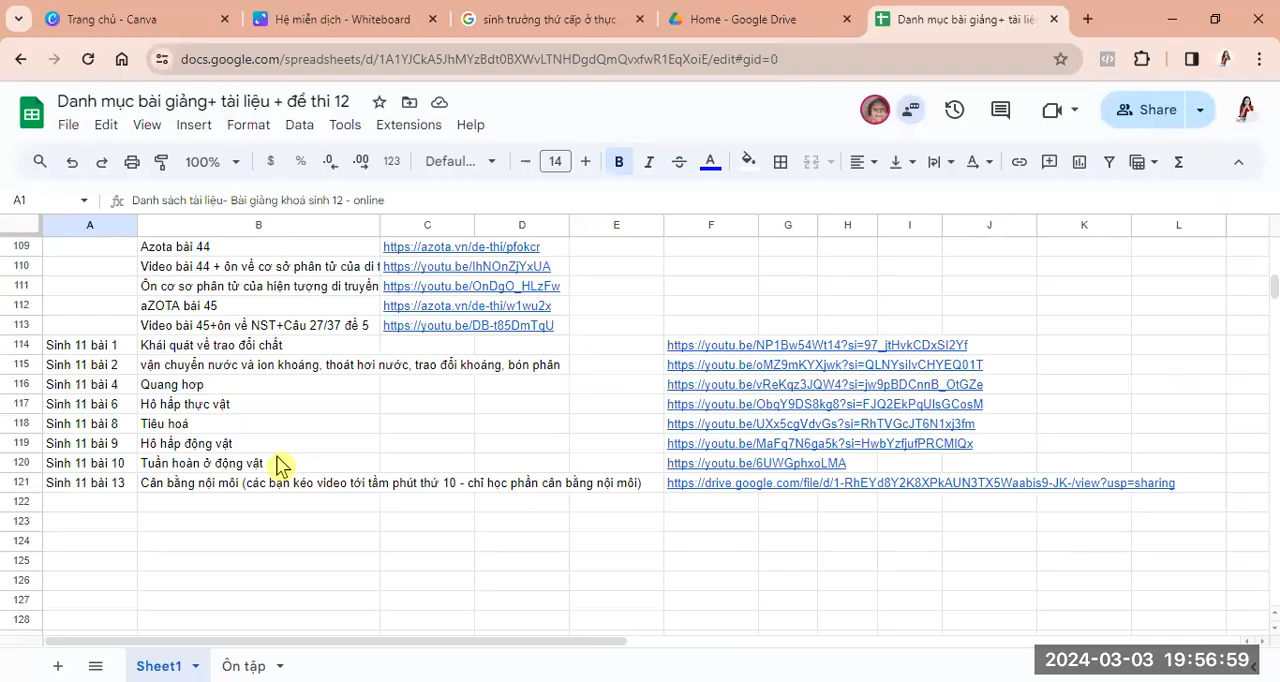 Trang chủ - Canva
Hệ miễn dịch - Whiteboard
sinh trưởng thứ cấp ở thực
Home - Google Drive
Danh mục bài giảng+ tài liệ
docs.google.com/spreadsheets/d/1A1YJCkA5JhMYzBdt0BXWvLTNHDgdQmQvxfwR1EqXoiE/edit#gid=0
Danh mục bài giảng+ tài liệu + đề thi 12
Share
File Edit View Insert Format Data Tools Extensions Help
100% $ % .0 .00 123 Defaul... 14 B I A Σ
A1 fx Danh sách tài liệu- Bài giảng khoá sinh 12 - online
A B C D E F G H I J K L
109 Azota bài 44 https://azota.vn/de-thi/pfokcr
110 Video bài 44 + ôn về cơ sở phân tử của di t https://youtu.be/IhNOnZjYxUA
111 Ôn cơ sơ phân tử của hiện tượng di truyền https://youtu.be/OnDgO_HLzFw
112 aZOTA bài 45 https://azota.vn/de-thi/w1wu2x
113 Video bài 45+ôn về NST+Câu 27/37 đề 5 https://youtu.be/DB-t85DmTqU
114 Sinh 11 bài 1 Khái quát về trao đổi chất https://youtu.be/NP1Bw54Wt14?si=97_jtHvkCDxSI2Yf
115 Sinh 11 bài 2 vận chuyển nước và ion khoáng, thoát hơi nước, trao đổi khoáng, bón phân https://youtu.be/oMZ9mKYXjwk?si=QLNYsilvCHYEQ01T
116 Sinh 11 bài 4 Quang hợp https://youtu.be/vReKqz3JQW4?si=jw9pBDCnnB_OtGZe
117 Sinh 11 bài 6 Hô hấp thực vật https://youtu.be/ObqY9DS8kg8?si=FJQ2EkPqUIsGCosM
118 Sinh 11 bài 8 Tiêu hoá https://youtu.be/UXx5cgVdvGs?si=RhTVGcJT6N1xj3fm
119 Sinh 11 bài 9 Hô hấp động vật https://youtu.be/MaFq7N6ga5k?si=HwbYzfjufPRCMIQx
120 Sinh 11 bài 10 Tuần hoàn ở động vật https://youtu.be/6UWGphxoLMA
121 Sinh 11 bài 13 Cân bằng nội môi (các bạn kéo video tới tầm phút thứ 10 - chỉ học phần cân bằng nội môi) https://drive.google.com/file/d/1-RhEYd8Y2K8XPkAUN3TX5Waabis9-JK-/view?usp=sharing
122
123
124
125
126
127
128
Sheet1 Ôn tập
2024-03-03 19:56:59